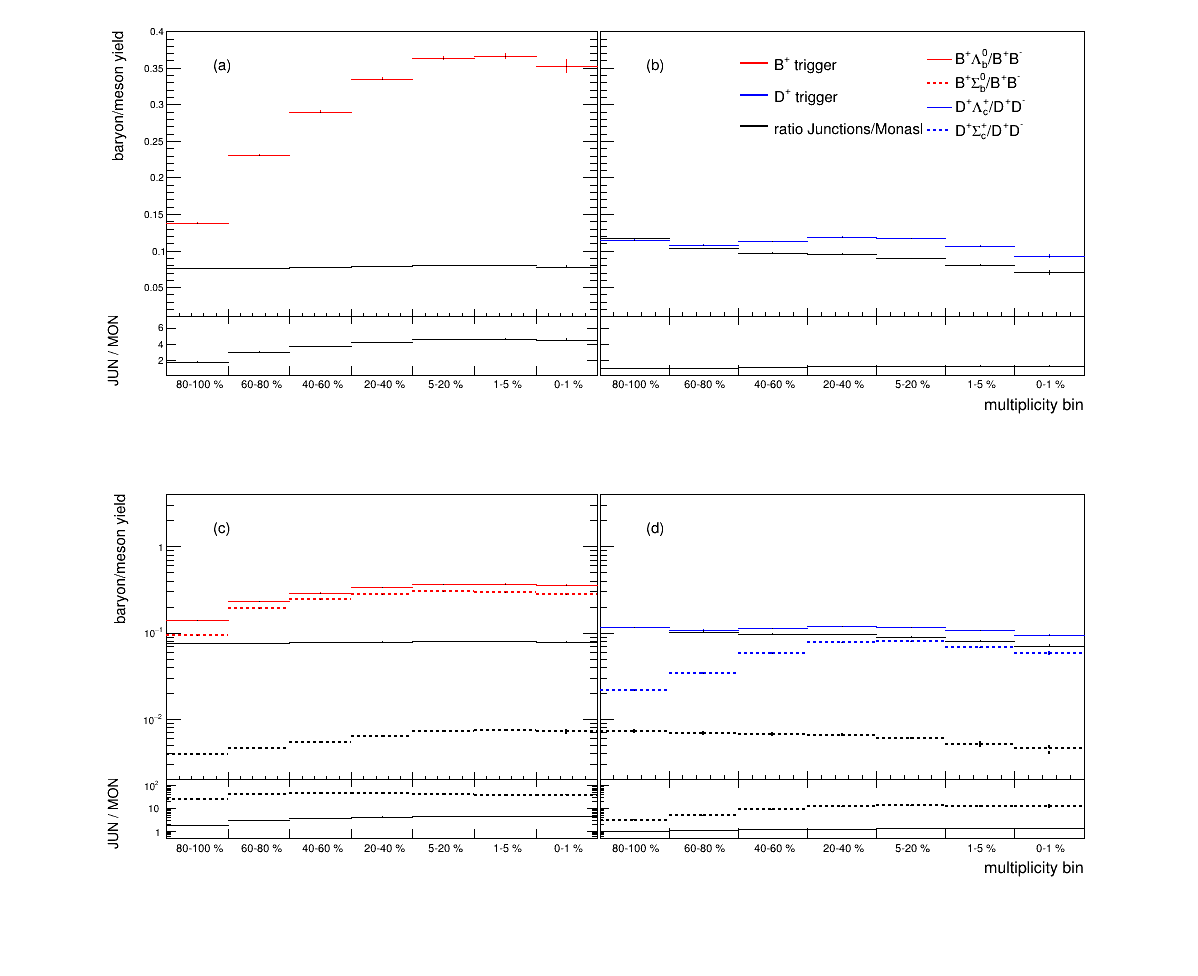 baryon/meson yield
0.4
0.35
0.3
0.25
0.2
0.15
0.1
0.05
(a)
(b)
B⁺ trigger
D⁺ trigger
ratio Junctions/Monasl
B⁺Λ_b⁰/B⁺B⁻
B⁺Σ_b⁰/B⁺B⁻
D⁺Λ_c⁺/D⁺D⁻
D⁺Σ_c⁺/D⁺D⁻
JUN / MON
6
4
2
80-100 % 60-80 % 40-60 % 20-40 % 5-20 % 1-5 % 0-1 %
80-100 % 60-80 % 40-60 % 20-40 % 5-20 % 1-5 % 0-1 %
multiplicity bin
baryon/meson yield
1
10⁻¹
10⁻²
(c)
(d)
JUN / MON
10²
10
1
80-100 % 60-80 % 40-60 % 20-40 % 5-20 % 1-5 % 0-1 %
80-100 % 60-80 % 40-60 % 20-40 % 5-20 % 1-5 % 0-1 %
multiplicity bin